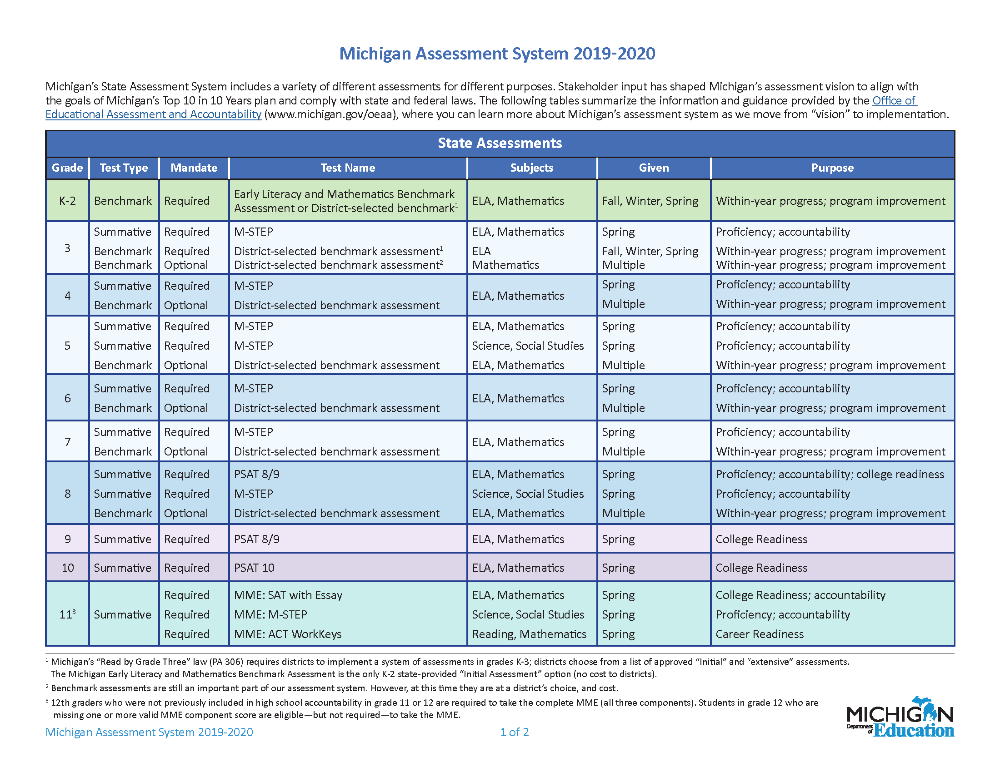 Michigan Assessment System 2019-2020
Michigan’s State Assessment System includes a variety of different assessments for different purposes. Stakeholder input has shaped Michigan’s assessment vision to align with
the goals of Michigan’s Top 10 in 10 Years plan and comply with state and federal laws. The following tables summarize the information and guidance provided by the Office of
Educational Assessment and Accountability (www.michigan.gov/oeaa), where you can learn more about Michigan’s assessment system as we move from “vision” to implementation.
State Assessments
Grade Test Type Mandate Test Name Subjects Given Purpose
K-2 Benchmark Required Early Literacy and Mathematics Benchmark
Assessment or District-selected benchmark1 ELA, Mathematics Fall, Winter, Spring Within-year progress; program improvement
3 Summative Required M-STEP ELA, Mathematics Spring Proficiency; accountability
Benchmark Required District-selected benchmark assessment1 ELA Fall, Winter, Spring Within-year progress; program improvement
Benchmark Optional District-selected benchmark assessment2 Mathematics Multiple Within-year progress; program improvement
4 Summative Required M-STEP ELA, Mathematics Spring Proficiency; accountability
Benchmark Optional District-selected benchmark assessment Multiple Within-year progress; program improvement
5 Summative Required M-STEP ELA, Mathematics Spring Proficiency; accountability
Summative Required M-STEP Science, Social Studies Spring Proficiency; accountability
Benchmark Optional District-selected benchmark assessment ELA, Mathematics Multiple Within-year progress; program improvement
6 Summative Required M-STEP ELA, Mathematics Spring Proficiency; accountability
Benchmark Optional District-selected benchmark assessment Multiple Within-year progress; program improvement
7 Summative Required M-STEP ELA, Mathematics Spring Proficiency; accountability
Benchmark Optional District-selected benchmark assessment Multiple Within-year progress; program improvement
8 Summative Required PSAT 8/9 ELA, Mathematics Spring Proficiency; accountability; college readiness
Summative Required M-STEP Science, Social Studies Spring Proficiency; accountability
Benchmark Optional District-selected benchmark assessment ELA, Mathematics Multiple Within-year progress; program improvement
9 Summative Required PSAT 8/9 ELA, Mathematics Spring College Readiness
10 Summative Required PSAT 10 ELA, Mathematics Spring College Readiness
113 Summative Required MME: SAT with Essay ELA, Mathematics Spring College Readiness; accountability
Required MME: M-STEP Science, Social Studies Spring Proficiency; accountability
Required MME: ACT WorkKeys Reading, Mathematics Spring Career Readiness
1 Michigan’s “Read by Grade Three” law (PA 306) requires districts to implement a system of assessments in grades K-3; districts choose from a list of approved “Initial” and “extensive” assessments.
The Michigan Early Literacy and Mathematics Benchmark Assessment is the only K-2 state-provided “Initial Assessment” option (no cost to districts).
2 Benchmark assessments are still an important part of our assessment system. However, at this time they are at a district’s choice, and cost.
3 12th graders who were not previously included in high school accountability in grade 11 or 12 are required to take the complete MME (all three components). Students in grade 12 who are
missing one or more valid MME component score are eligible—but not required—to take the MME.
Michigan Assessment System 2019-2020
1 of 2
MICHIGAN
Department
of Education